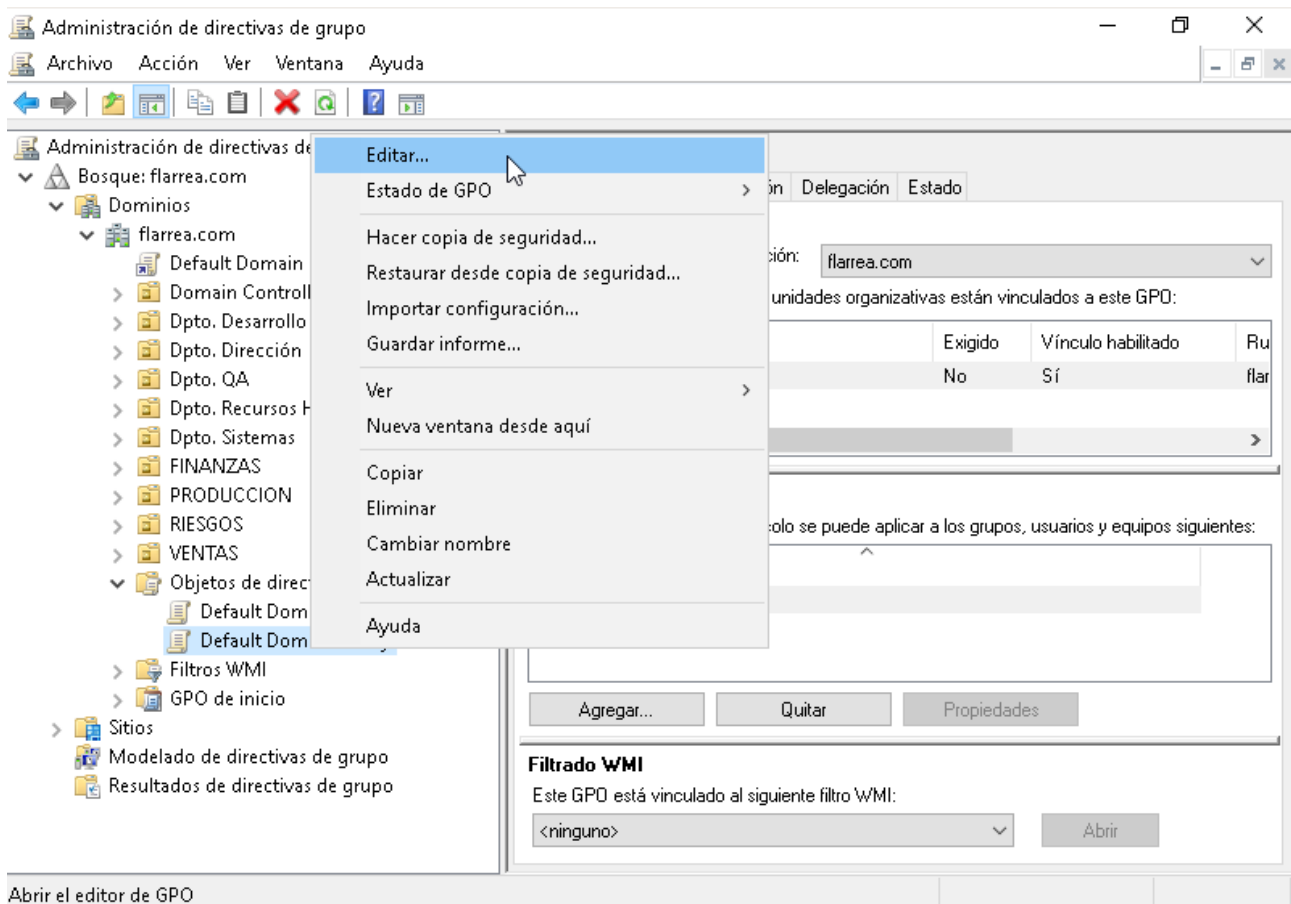 Administración de directivas de grupo
Archivo Acción Ver Ventana Ayuda
Administración de directivas de
Bosque: flarrea.com
Dominios
flarrea.com
Default Domain
Domain Controll
Dpto. Desarrollo
Dpto. Dirección
Dpto. QA
Dpto. Recursos H
Dpto. Sistemas
FINANZAS
PRODUCCION
RIESGOS
VENTAS
Objetos de direc
Default Dom
Default Dom
Filtros WMI
GPO de inicio
Sitios
Modelado de directivas de grupo
Resultados de directivas de grupo
Editar...
Estado de GPO
Hacer copia de seguridad...
Restaurar desde copia de seguridad...
Importar configuración...
Guardar informe...
Ver
Nueva ventana desde aquí
Copiar
Eliminar
Cambiar nombre
Actualizar
Ayuda
ón Delegación Estado
ción: flarrea.com
unidades organizativas están vinculados a este GPO:
Exigido Vínculo habilitado Ru
No Sí flar
olo se puede aplicar a los grupos, usuarios y equipos siguientes:
Agregar... Quitar Propiedades
Filtrado WMI
Este GPO está vinculado al siguiente filtro WMI:
<ninguno> Abrir
Abrir el editor de GPO